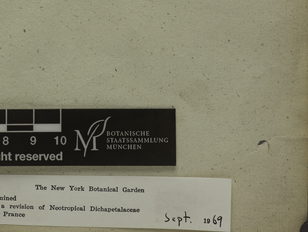 8 9 10
ht reserved
M
BOTANISCHE
STAATSSAMMLUNG
MÜNCHEN
The New York Botanical Garden
mined
a revision of Neotropical Dichapetalaceae
France
Sept. 1969